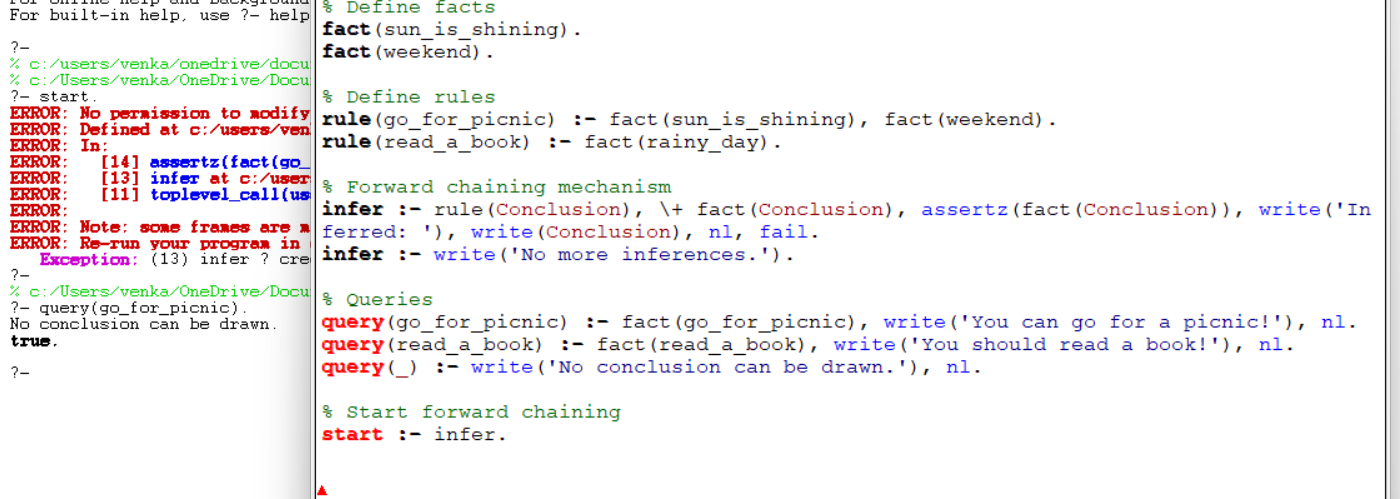 For built-in help, use ?- help
?-
% c:/users/venka/onedrive/docu
% c:/Users/venka/OneDrive/Docu
?- start.
ERROR: No permission to modify
ERROR: Defined at c:/users/ven
ERROR: In:
ERROR:   [14] assertz(fact(go_
ERROR:   [13] infer at c:/user
ERROR:   [11] toplevel_call(us
ERROR:
ERROR: Note: some frames are m
ERROR: Re-run your program in
   Exception: (13) infer ? cre
?-
% c:/Users/venka/OneDrive/Docu
?- query(go_for_picnic).
No conclusion can be drawn.
true.
?-
% Define facts
fact(sun_is_shining).
fact(weekend).
% Define rules
rule(go_for_picnic) :- fact(sun_is_shining), fact(weekend).
rule(read_a_book) :- fact(rainy_day).
% Forward chaining mechanism
infer :- rule(Conclusion), \+ fact(Conclusion), assertz(fact(Conclusion)), write('In
ferred: '), write(Conclusion), nl, fail.
infer :- write('No more inferences.').
% Queries
query(go_for_picnic) :- fact(go_for_picnic), write('You can go for a picnic!'), nl.
query(read_a_book) :- fact(read_a_book), write('You should read a book!'), nl.
query(_) :- write('No conclusion can be drawn.'), nl.
% Start forward chaining
start :- infer.